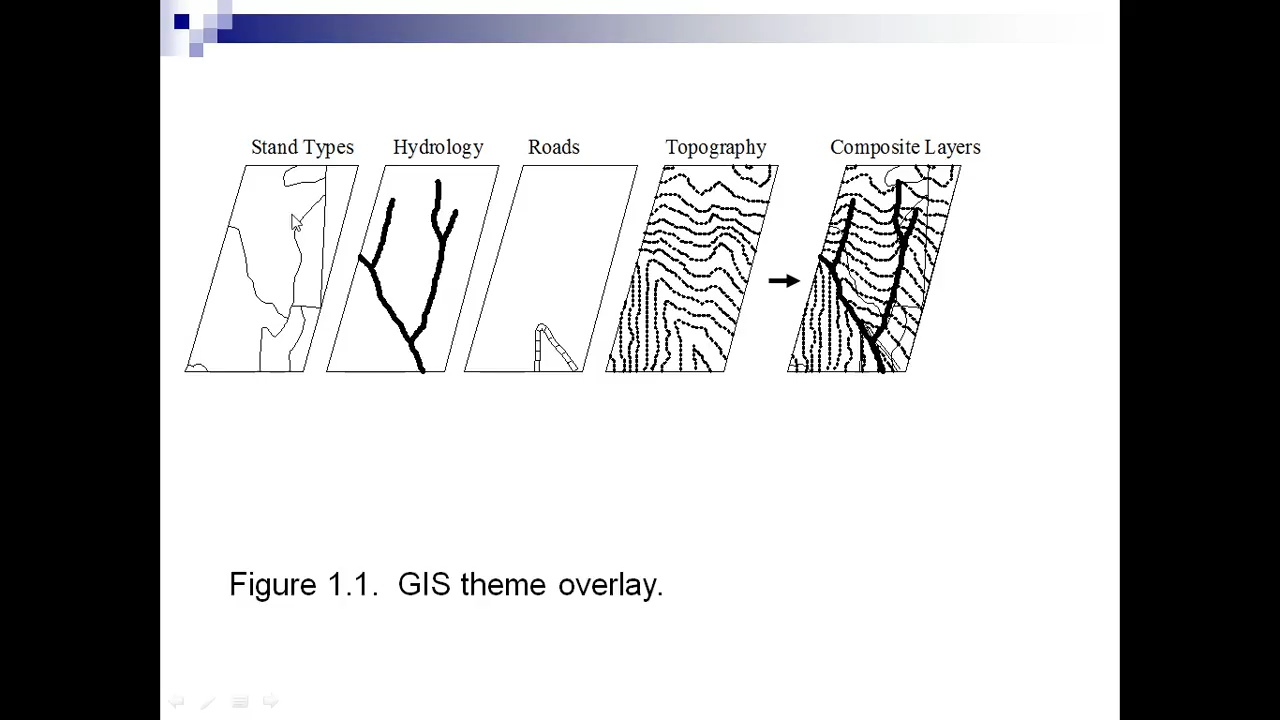 Stand Types Hydrology Roads Topography Composite Layers
Figure 1.1. GIS theme overlay.